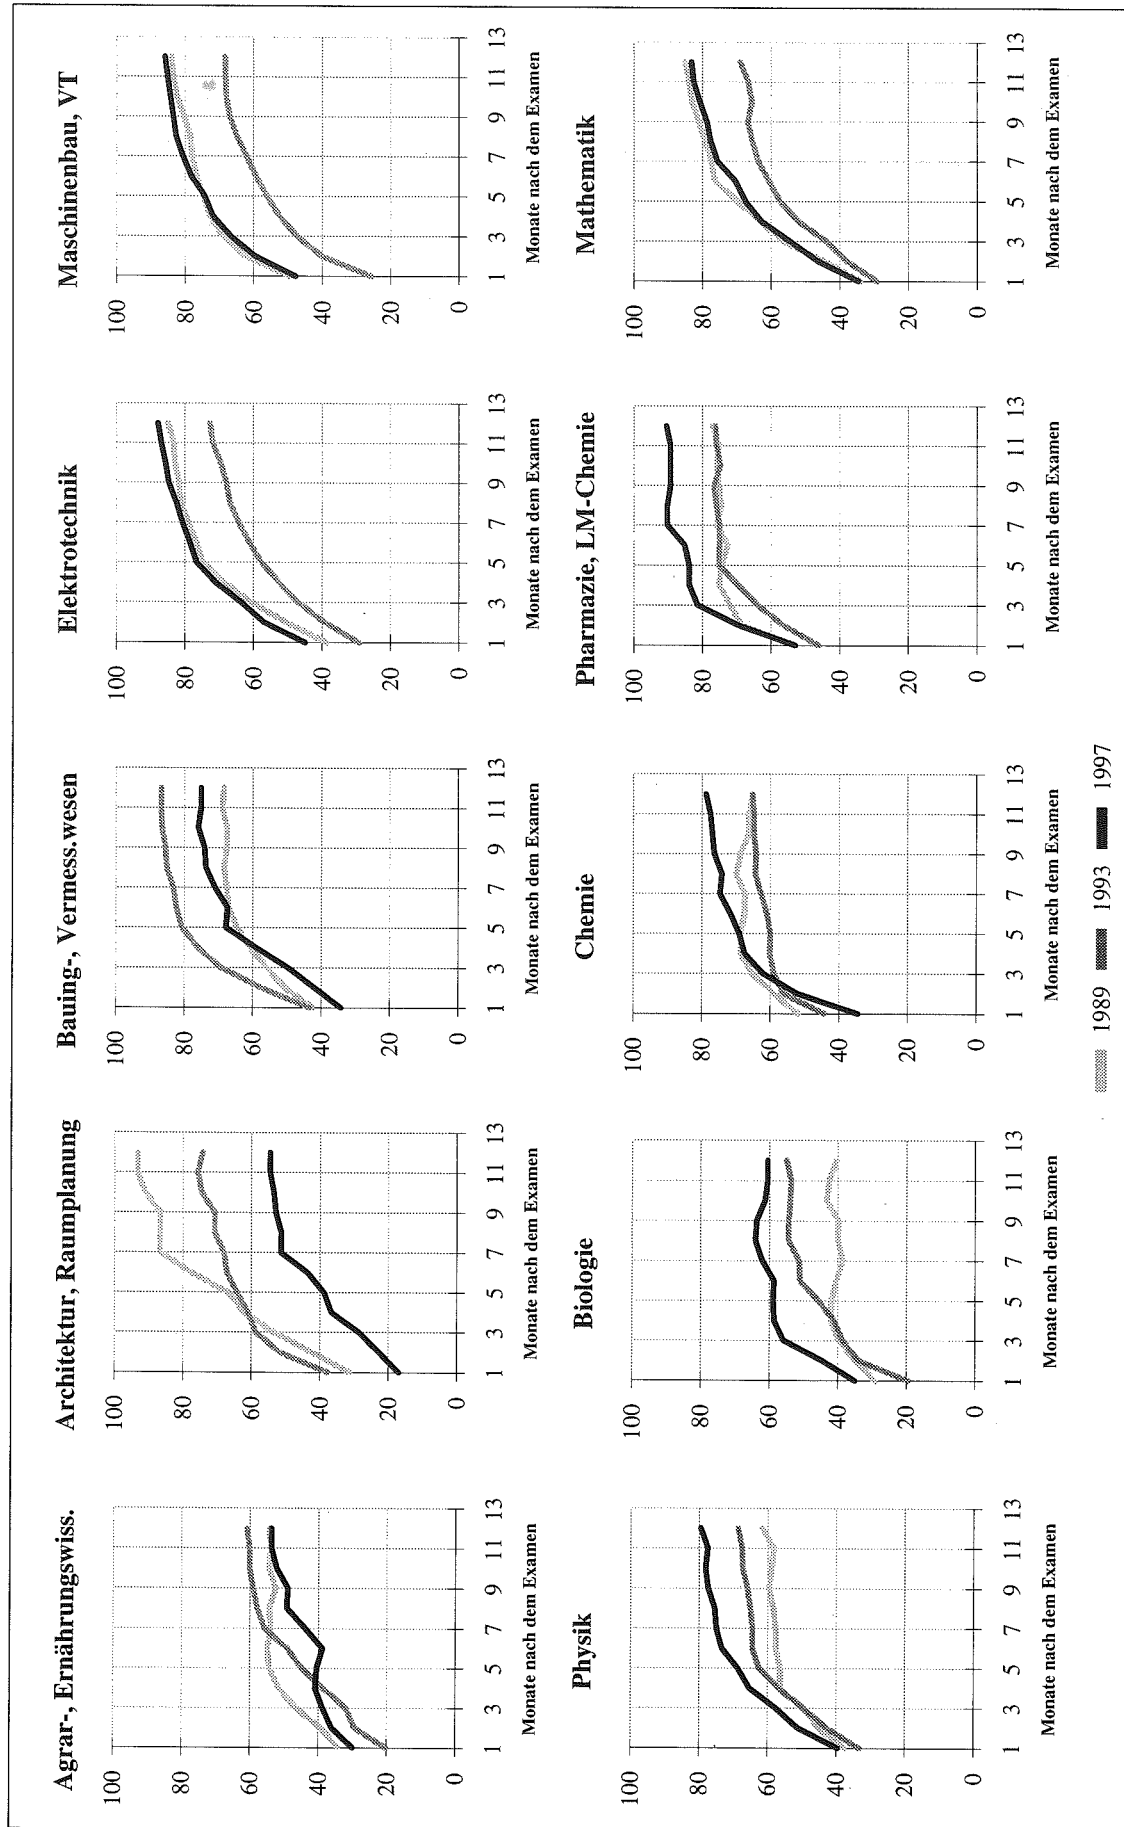 Agrar-, Ernährungswiss.
100
80
60
40
20
0
1 3 5 7 9 11 13
Monate nach dem Examen
Architektur, Raumplanung
100
80
60
40
20
0
1 3 5 7 9 11 13
Monate nach dem Examen
Bauing-, Vermess.wesen
100
80
60
40
20
0
1 3 5 7 9 11 13
Monate nach dem Examen
Elektrotechnik
100
80
60
40
20
0
1 3 5 7 9 11 13
Monate nach dem Examen
Maschinenbau, VT
100
80
60
40
20
0
1 3 5 7 9 11 13
Monate nach dem Examen
Physik
100
80
60
40
20
0
1 3 5 7 9 11 13
Monate nach dem Examen
Biologie
100
80
60
40
20
0
1 3 5 7 9 11 13
Monate nach dem Examen
Chemie
100
80
60
40
20
0
1 3 5 7 9 11 13
Monate nach dem Examen
Pharmazie, LM-Chemie
100
80
60
40
20
0
1 3 5 7 9 11 13
Monate nach dem Examen
Mathematik
100
80
60
40
20
0
1 3 5 7 9 11 13
Monate nach dem Examen
1989 1993 1997